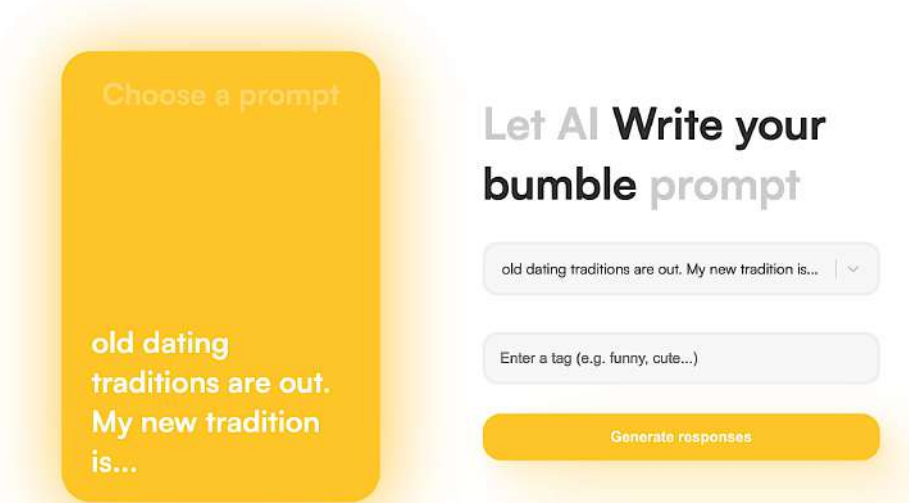 Choose a prompt
old dating
traditions are out.
My new tradition
is...
Let AI Write your
bumble prompt
old dating traditions are out. My new tradition is...
Enter a tag (e.g. funny, cute...)
Generate responses